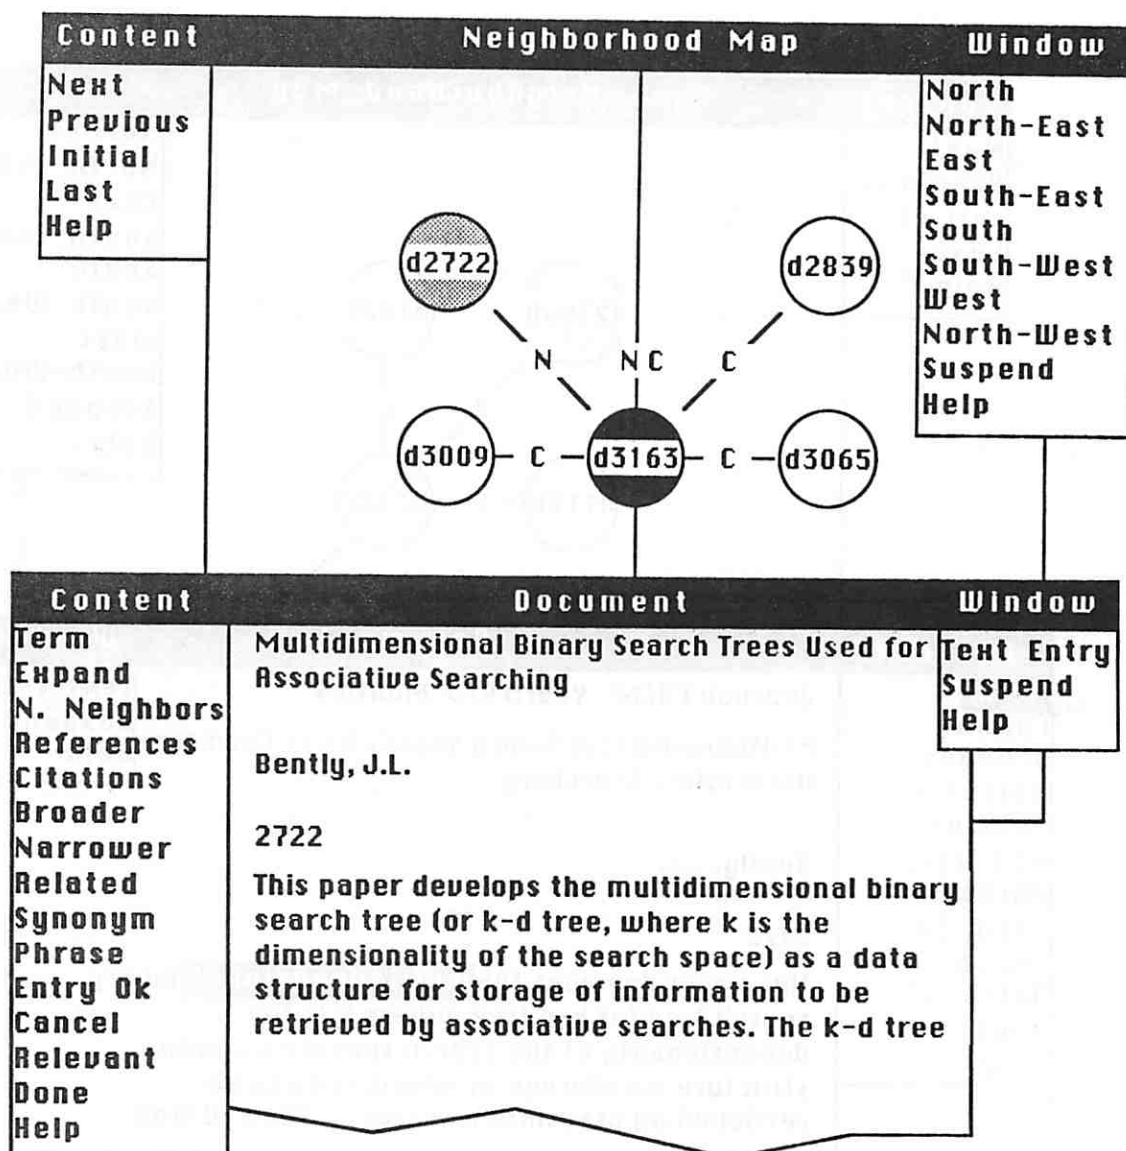 Content Neighborhood Map Window
Next
Previous
Initial
Last
Help
North
North-East
East
South-East
South
South-West
West
North-West
Suspend
Help
d2722
d2839
N
NC
C
d3009
C
d3163
C
d3065
Content Document Window
Term
Expand
N. Neighbors
References
Citations
Broader
Narrower
Related
Synonym
Phrase
Entry Ok
Cancel
Relevant
Done
Help
Multidimensional Binary Search Trees Used for
Associative Searching
Bently, J.L.
2722
This paper develops the multidimensional binary
search tree (or k-d tree, where k is the
dimensionality of the search space) as a data
structure for storage of information to be
retrieved by associative searches. The k-d tree
Text Entry
Suspend
Help